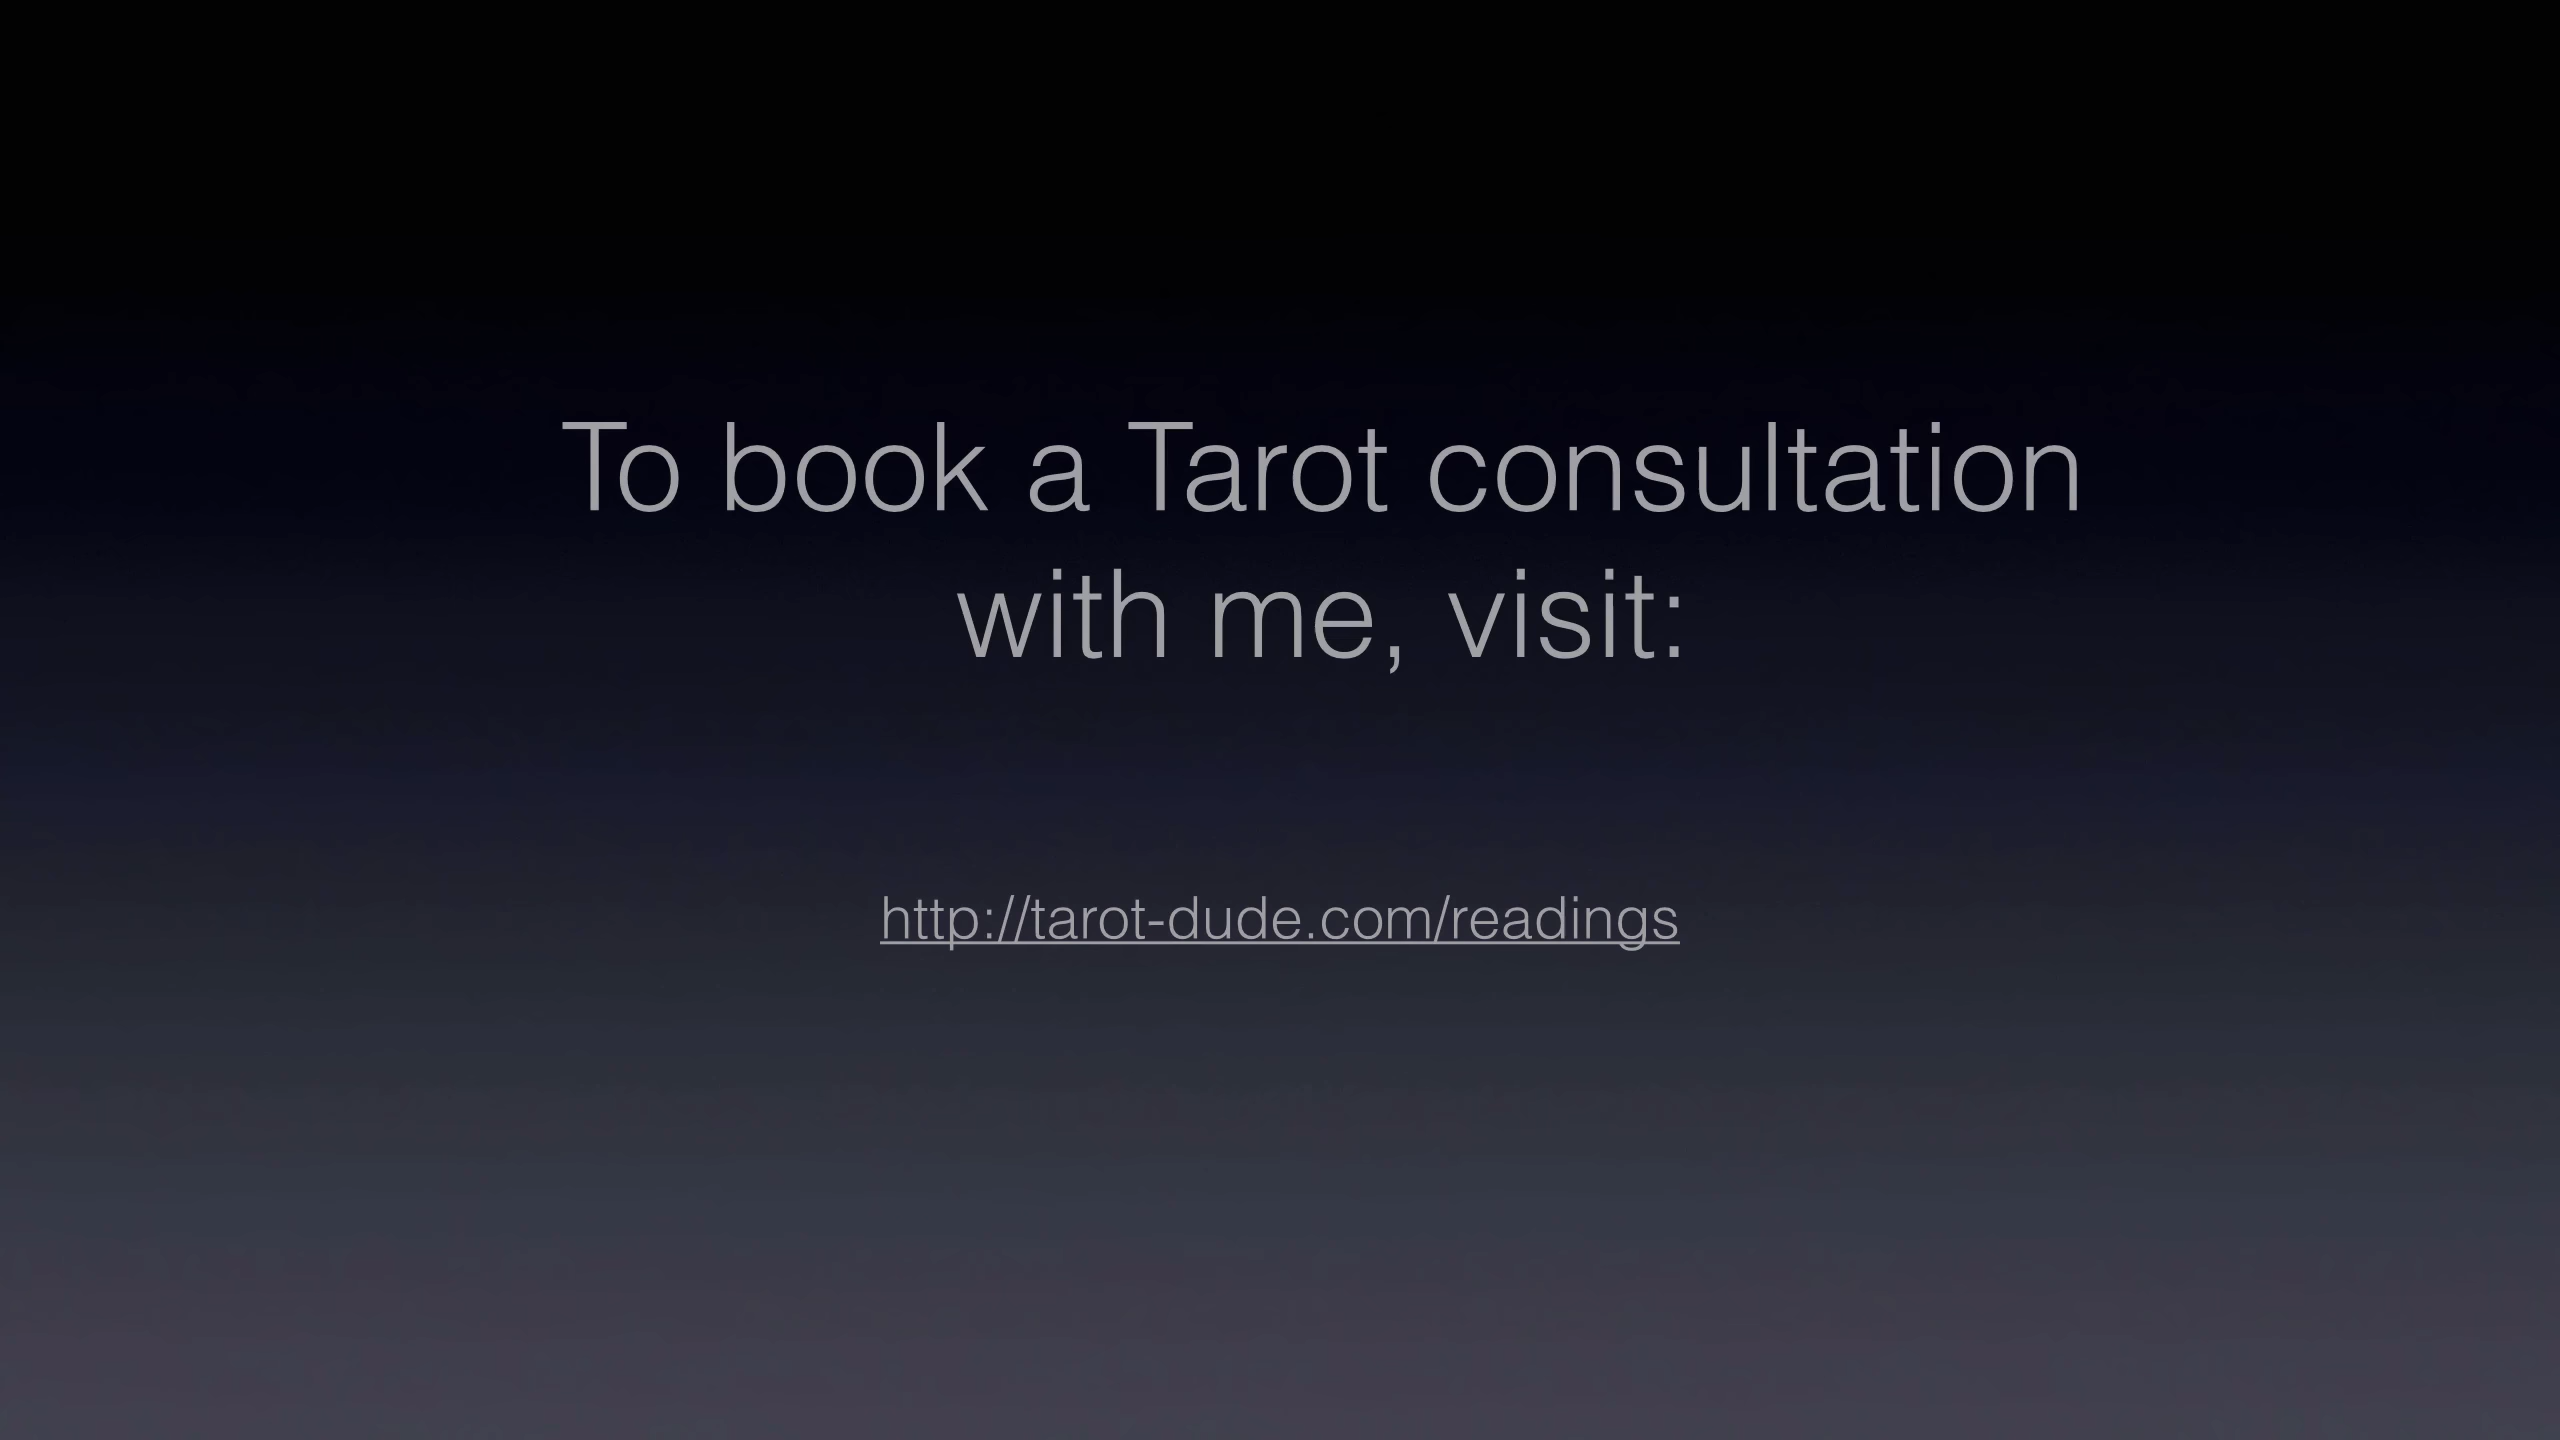 To book a Tarot consultation
with me, visit:
http://tarot-dude.com/readings